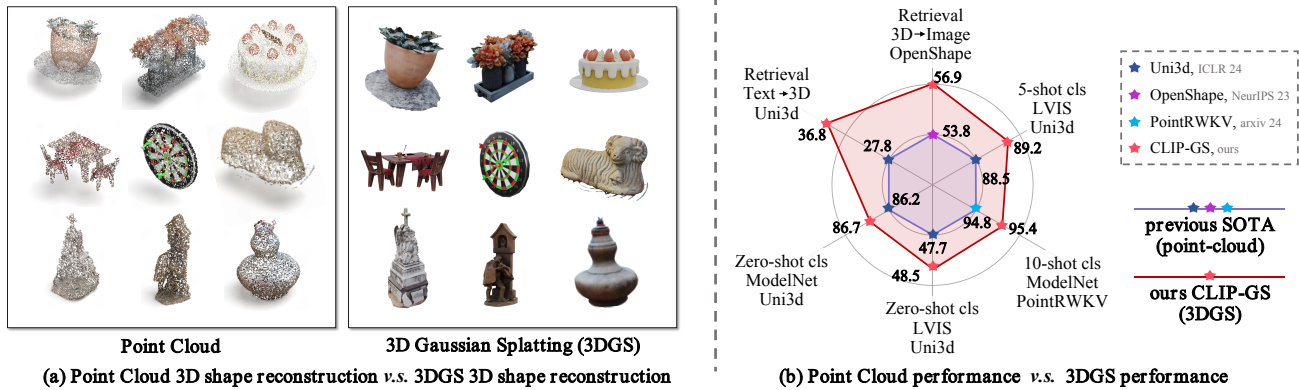 Point Cloud
3D Gaussian Splatting (3DGS)
(a) Point Cloud 3D shape reconstruction v.s. 3DGS 3D shape reconstruction
Retrieval
3D→Image
OpenShape
56.9
5-shot cls
LVIS
Uni3d
89.2
88.5
Retrieval
Text →3D
Uni3d
36.8
27.8
53.8
86.2
86.7
94.8
95.4
47.7
48.5
Zero-shot cls
ModelNet
Uni3d
Zero-shot cls
LVIS
Uni3d
10-shot cls
ModelNet
PointRWKV
Uni3d, ICLR 24
OpenShape, NeurIPS 23
PointRWKV, arxiv 24
CLIP-GS, ours
previous SOTA
(point-cloud)
ours CLIP-GS
(3DGS)
(b) Point Cloud performance v.s. 3DGS performance